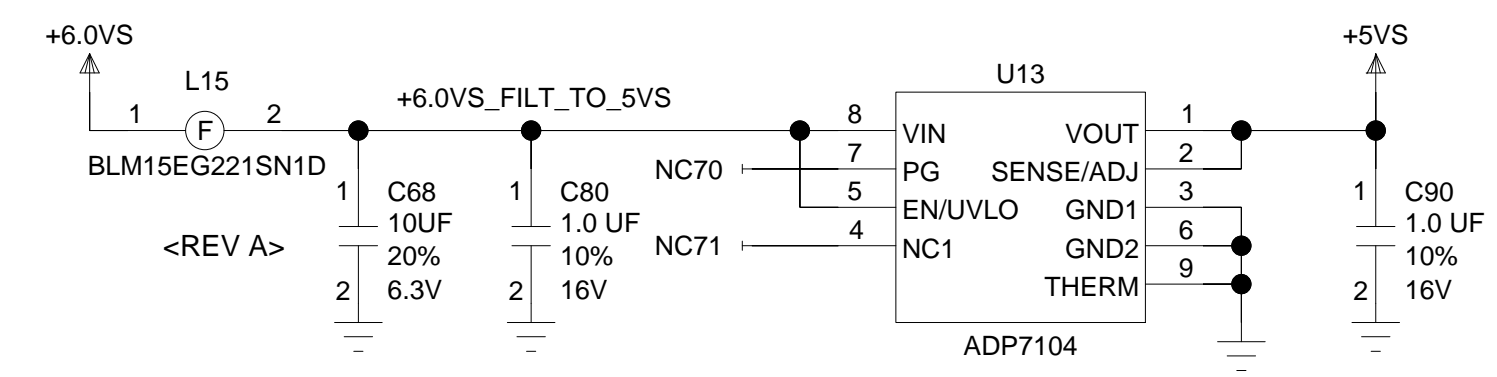 +6.0VS
L15
1
F
2
BLM15EG221SN1D
+6.0VS_FILT_TO_5VS
<REV A>
1
C68
10UF
20%
6.3V
2
1
C80
1.0 UF
10%
16V
2
NC70
NC71
U13
8
VIN
7
PG
5
EN/UVLO
4
NC1
VOUT
1
SENSE/ADJ
2
GND1
3
GND2
6
THERM
9
ADP7104
+5VS
1
C90
1.0 UF
10%
16V
2